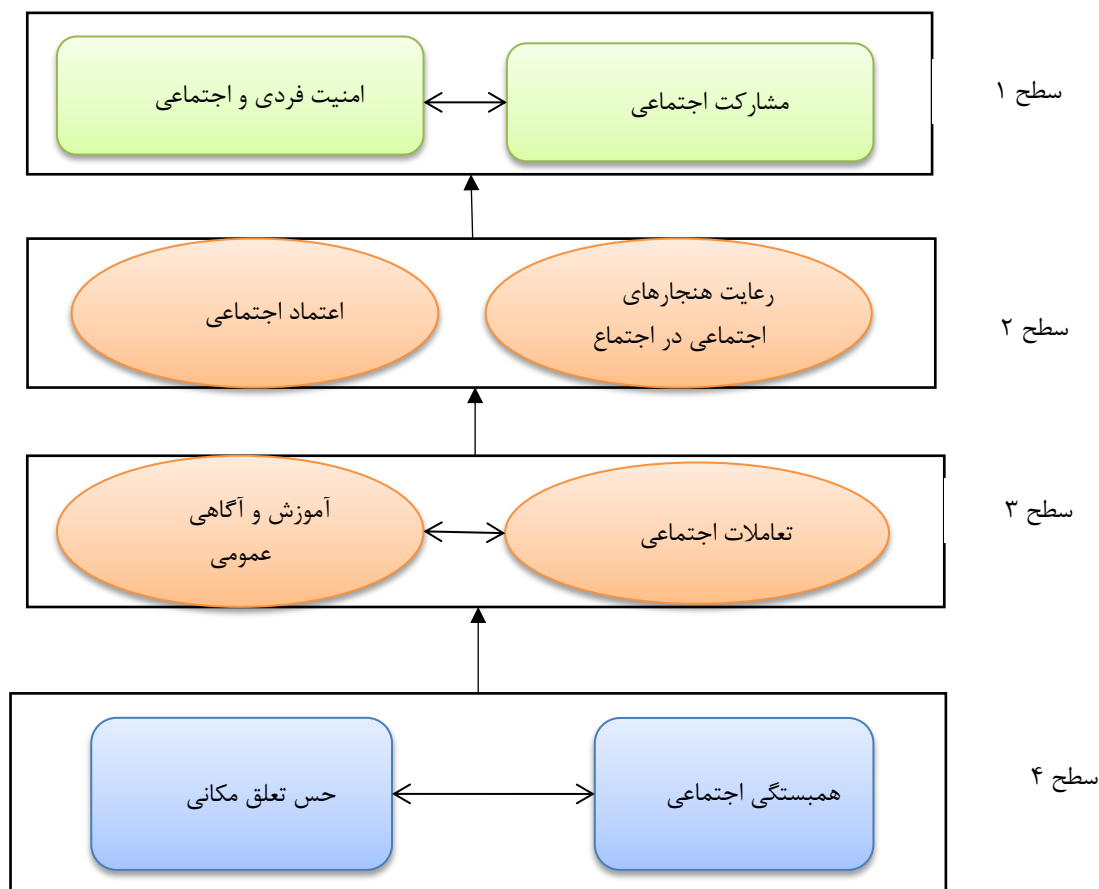 سطح ۱
مشارکت اجتماعی
امنیت فردی و اجتماعی
سطح ۲
رعایت هنجارهای
اجتماعی در اجتماع
اعتماد اجتماعی
سطح ۳
تعاملات اجتماعی
آموزش و آگاهی
عمومی
سطح ۴
همبستگی اجتماعی
حس تعلق مکانی